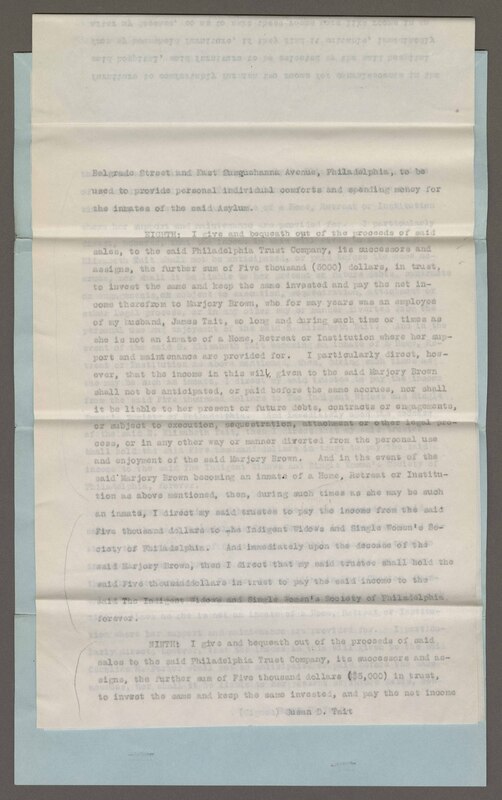 Belgrade Street and East Susquehanna Avenue, Philadelphia, to be
used to provide personal individual comforts and spending money for
the inmates of the said Asylum.
EIGHTH: I give and bequeath out of the proceeds of said
sales, to the said Philadelphia Trust Company, its successors and
assigns, the further sum of Five thousand (5000) dollars, in trust,
to invest the same and keep the same invested and pay the net in-
come therefrom to Marjory Brown, who for many years was an employe
of my husband, James Tait, so long and during such time or times as
she is not an inmate of a Home, Retreat or Institution where her sup-
port and maintenance are provided for. I particularly direct, how-
ever, that the income in this will, given to the said Marjory Brown
shall not be anticipated, or paid before the same accrues, nor shall
it be liable to her present or future debts, contracts or engagements,
or subject to execution, sequestration, attachment or other legal pro-
cess, or in any other way or manner diverted from the personal use
and enjoyment of the said Marjory Brown. And in the event of the
said Marjory Brown becoming an inmate of a Home, Retreat or Institu-
tion as above mentioned, then, during such times as she may be such
an inmate, I direct my said trustees to pay the income from the said
Five thousand dollars to the Indigent Widows and Single Women's So-
ciety of Philadelphia. And immediately upon the decease of the
said Marjory Brown, then I direct that my said trustee shall hold the
said Five thousanddollars in trust to pay the said income to the
said The Indigent Widows and Single Women's Society of Philadelphia
forever.
NINTH: I give and bequeath out of the proceeds of said
sales to the said Philadelphia Trust Company, its successors and as-
signs, the further sum of Five thousand dollars ($5,000) in trust,
to invest the same and keep the same invested, and pay the net income
(Signed) Susan D. Tait